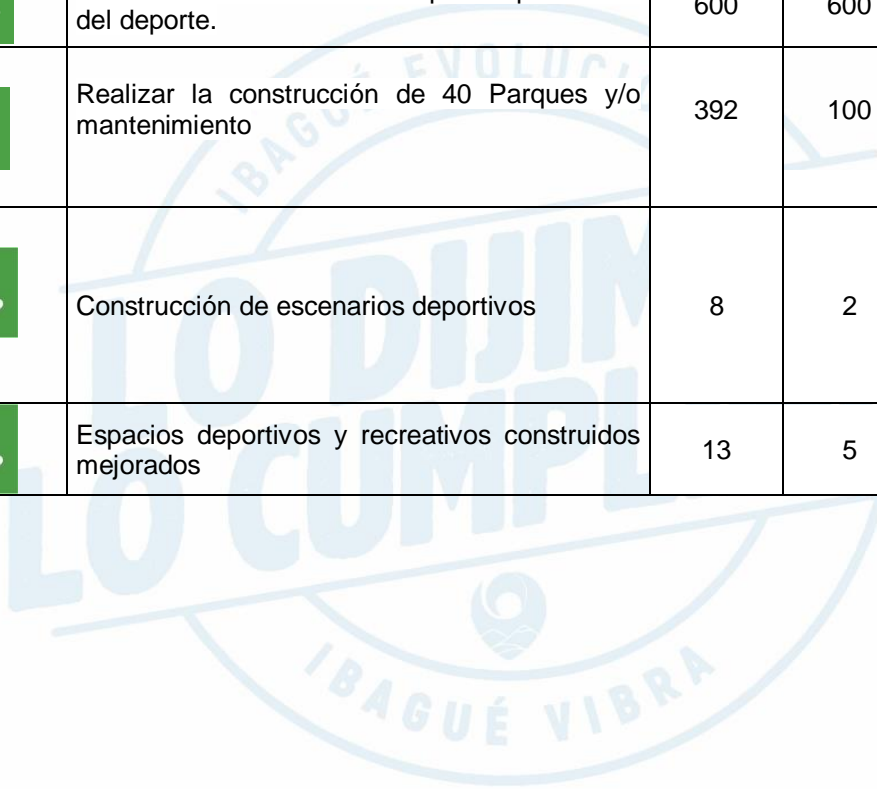 del deporte.
600
600
Realizar la construcción de 40 Parques y/o
mantenimiento
392
100
Construcción de escenarios deportivos
8
2
Espacios deportivos y recreativos construidos
mejorados
13
5
IBAGUÉ
LO DIJIM
LO CUMPL
IBAGUÉ VIBRA